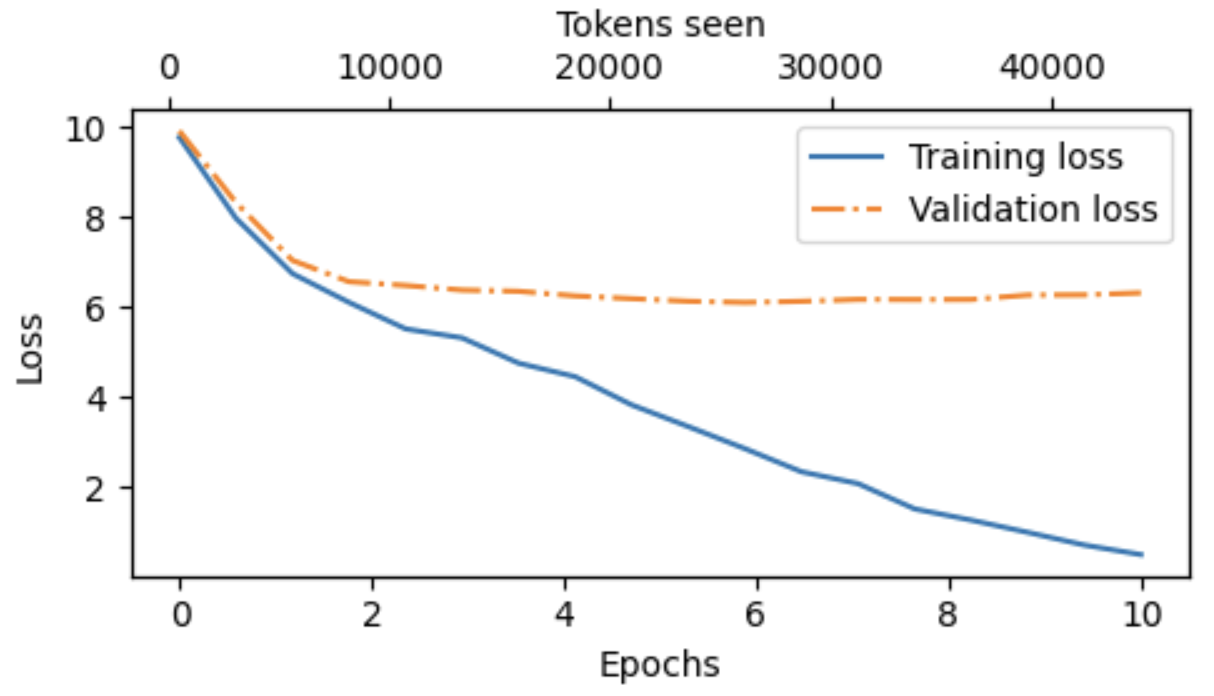 Tokens seen
0 10000 20000 30000 40000
10
8
6
4
2
Loss
Training loss
Validation loss
0 2 4 6 8 10
Epochs